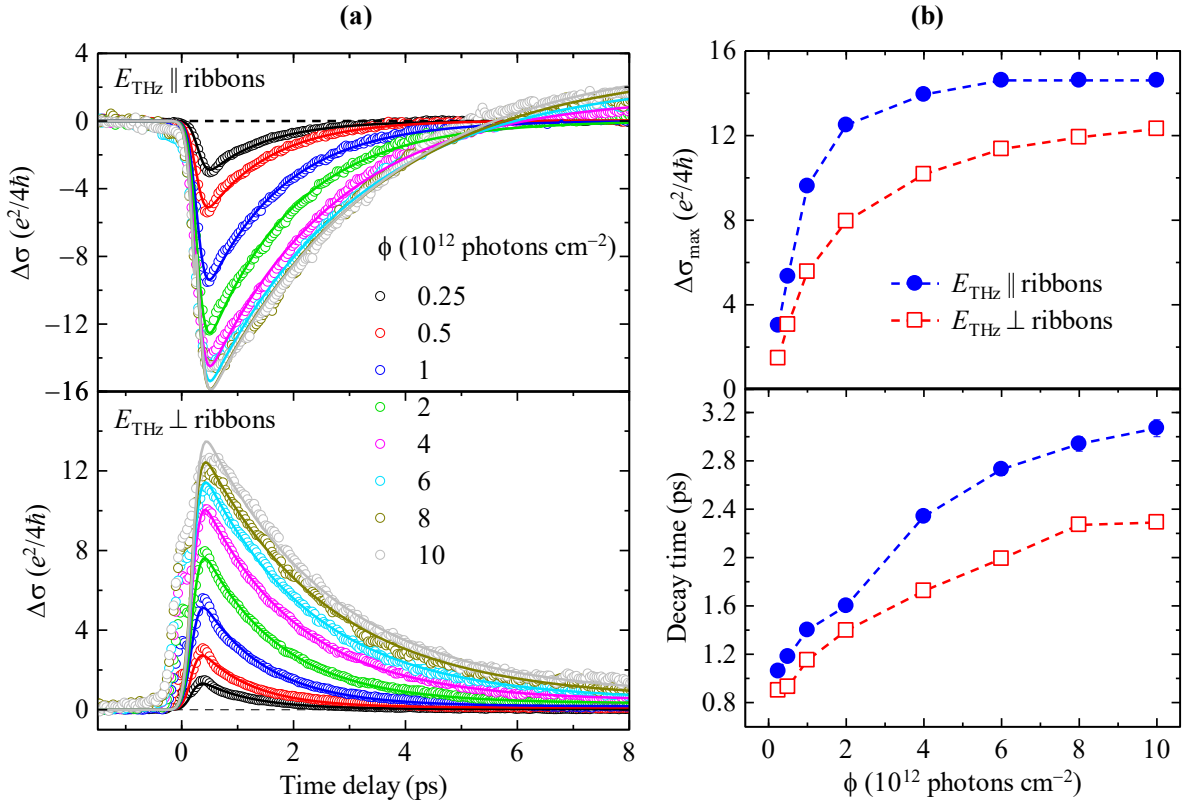 (a)
4
0
−4
−8
−12
−16
Δσ (e²/4ħ)
E_THz ∥ ribbons
ϕ (10¹² photons cm⁻²)
0.25
0.5
1
2
4
6
8
10
12
8
4
0
Δσ (e²/4ħ)
E_THz ⊥ ribbons
0 2 4 6 8
Time delay (ps)
(b)
16
12
8
4
0
Δσ_max (e²/4ħ)
E_THz ∥ ribbons
E_THz ⊥ ribbons
3.2
2.8
2.4
2.0
1.6
1.2
0.8
Decay time (ps)
0 2 4 6 8 10
ϕ (10¹² photons cm⁻²)